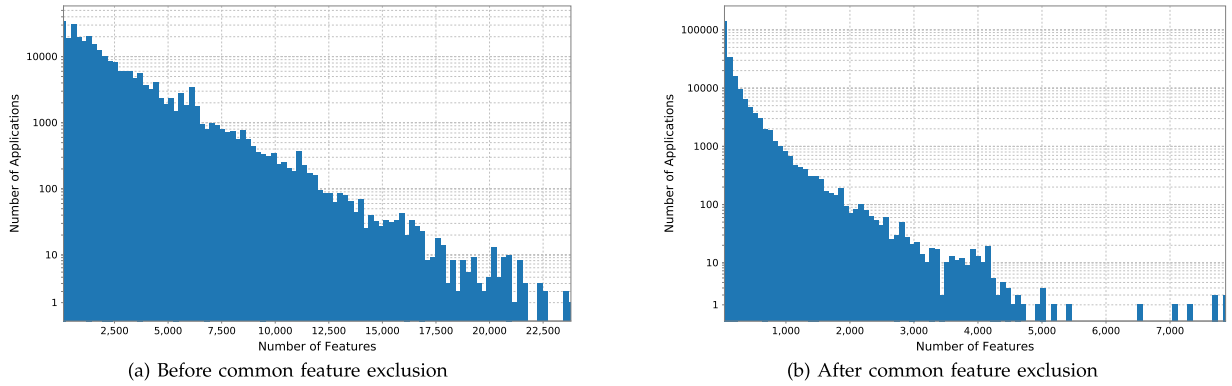 10000
1000
100
10
1
Number of Applications
2,500 5,000 7,500 10,000 12,500 15,000 17,500 20,000 22,500
Number of Features
(a) Before common feature exclusion
100000
10000
1000
100
10
1
Number of Applications
1,000 2,000 3,000 4,000 5,000 6,000 7,000
Number of Features
(b) After common feature exclusion